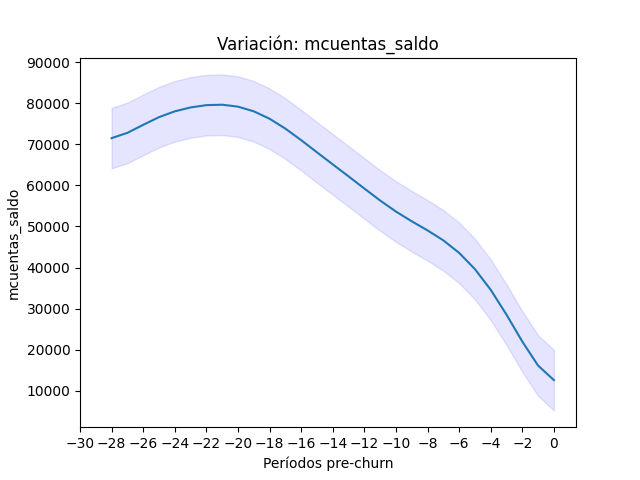 Variación: mcuentas_saldo
90000
80000
70000
60000
50000
40000
30000
20000
10000
mcuentas_saldo
−30 −28 −26 −24 −22 −20 −18 −16 −14 −12 −10 −8 −6 −4 −2 0
Períodos pre-churn